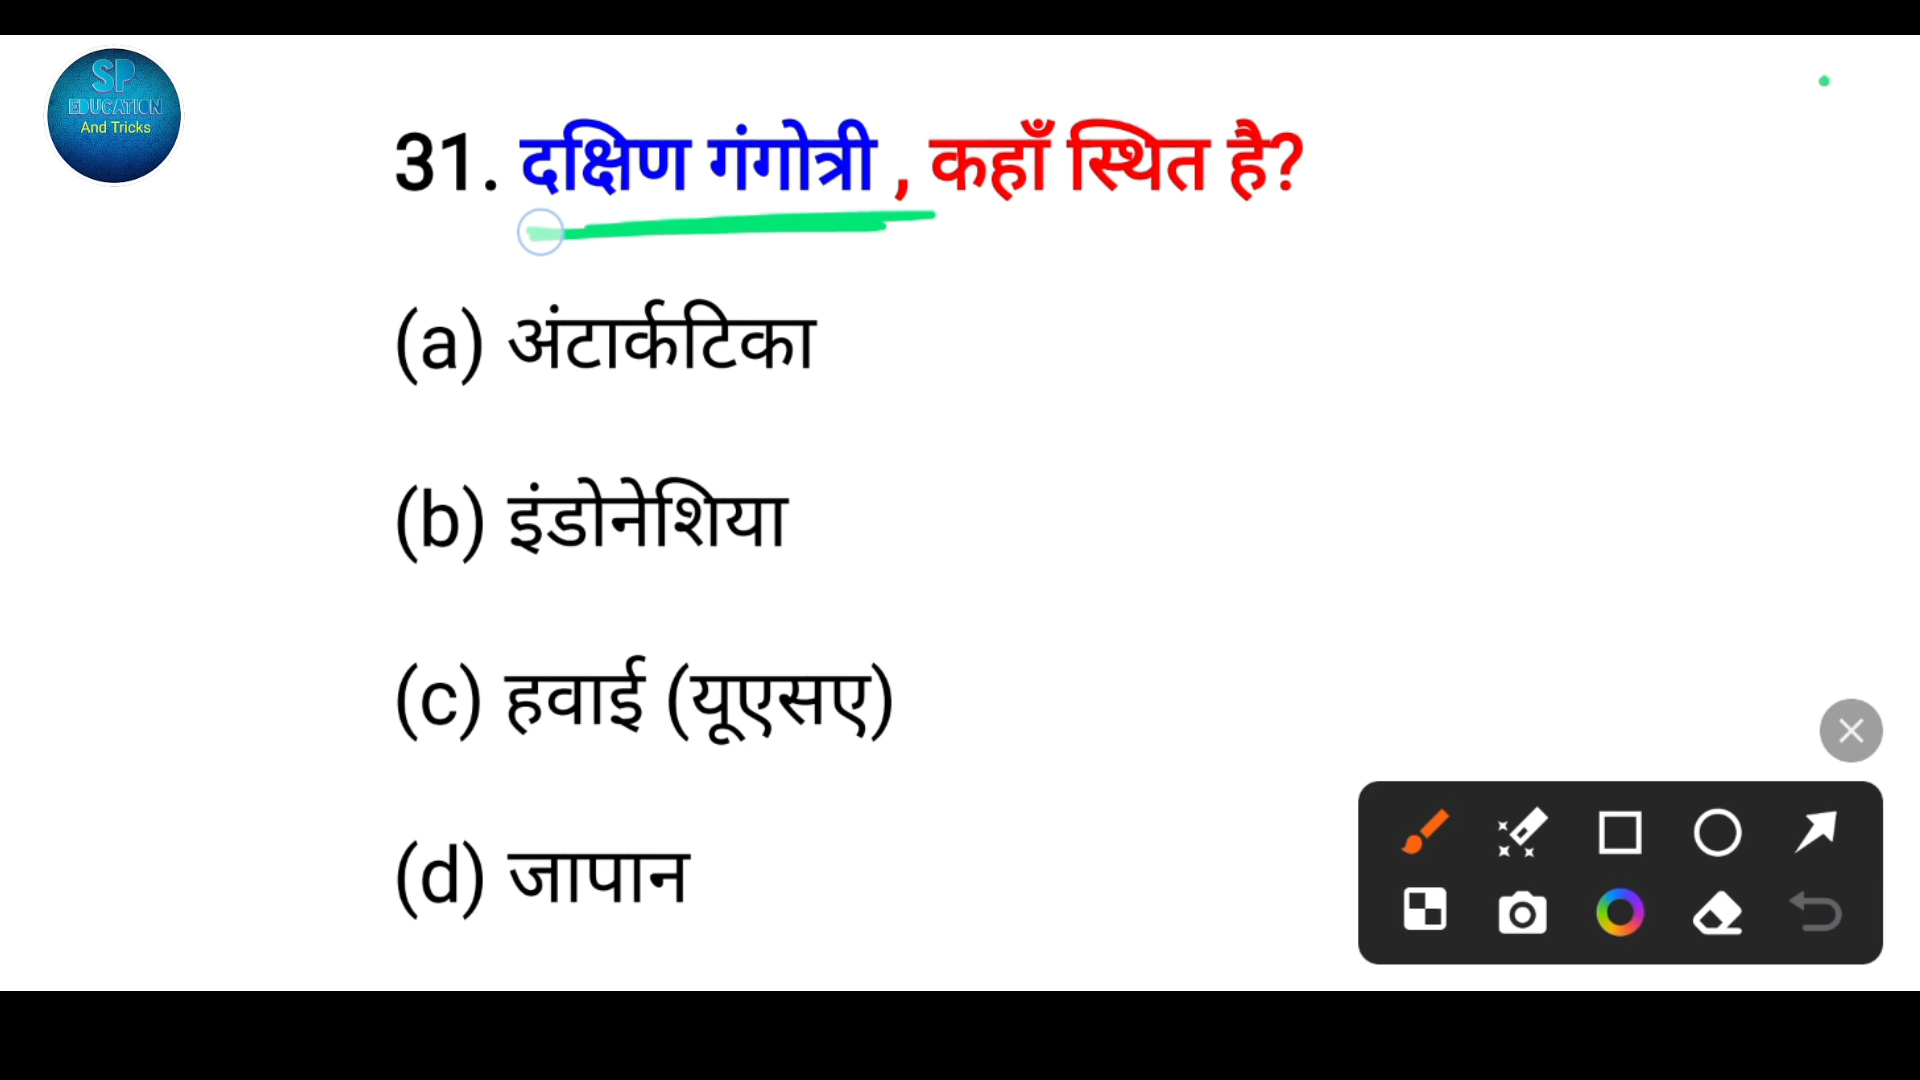 SP
EDUCATION
And Tricks
31. दक्षिण गंगोत्री , कहाँ स्थित है?
(a) अंटार्कटिका
(b) इंडोनेशिया
(c) हवाई (यूएसए)
(d) जापान